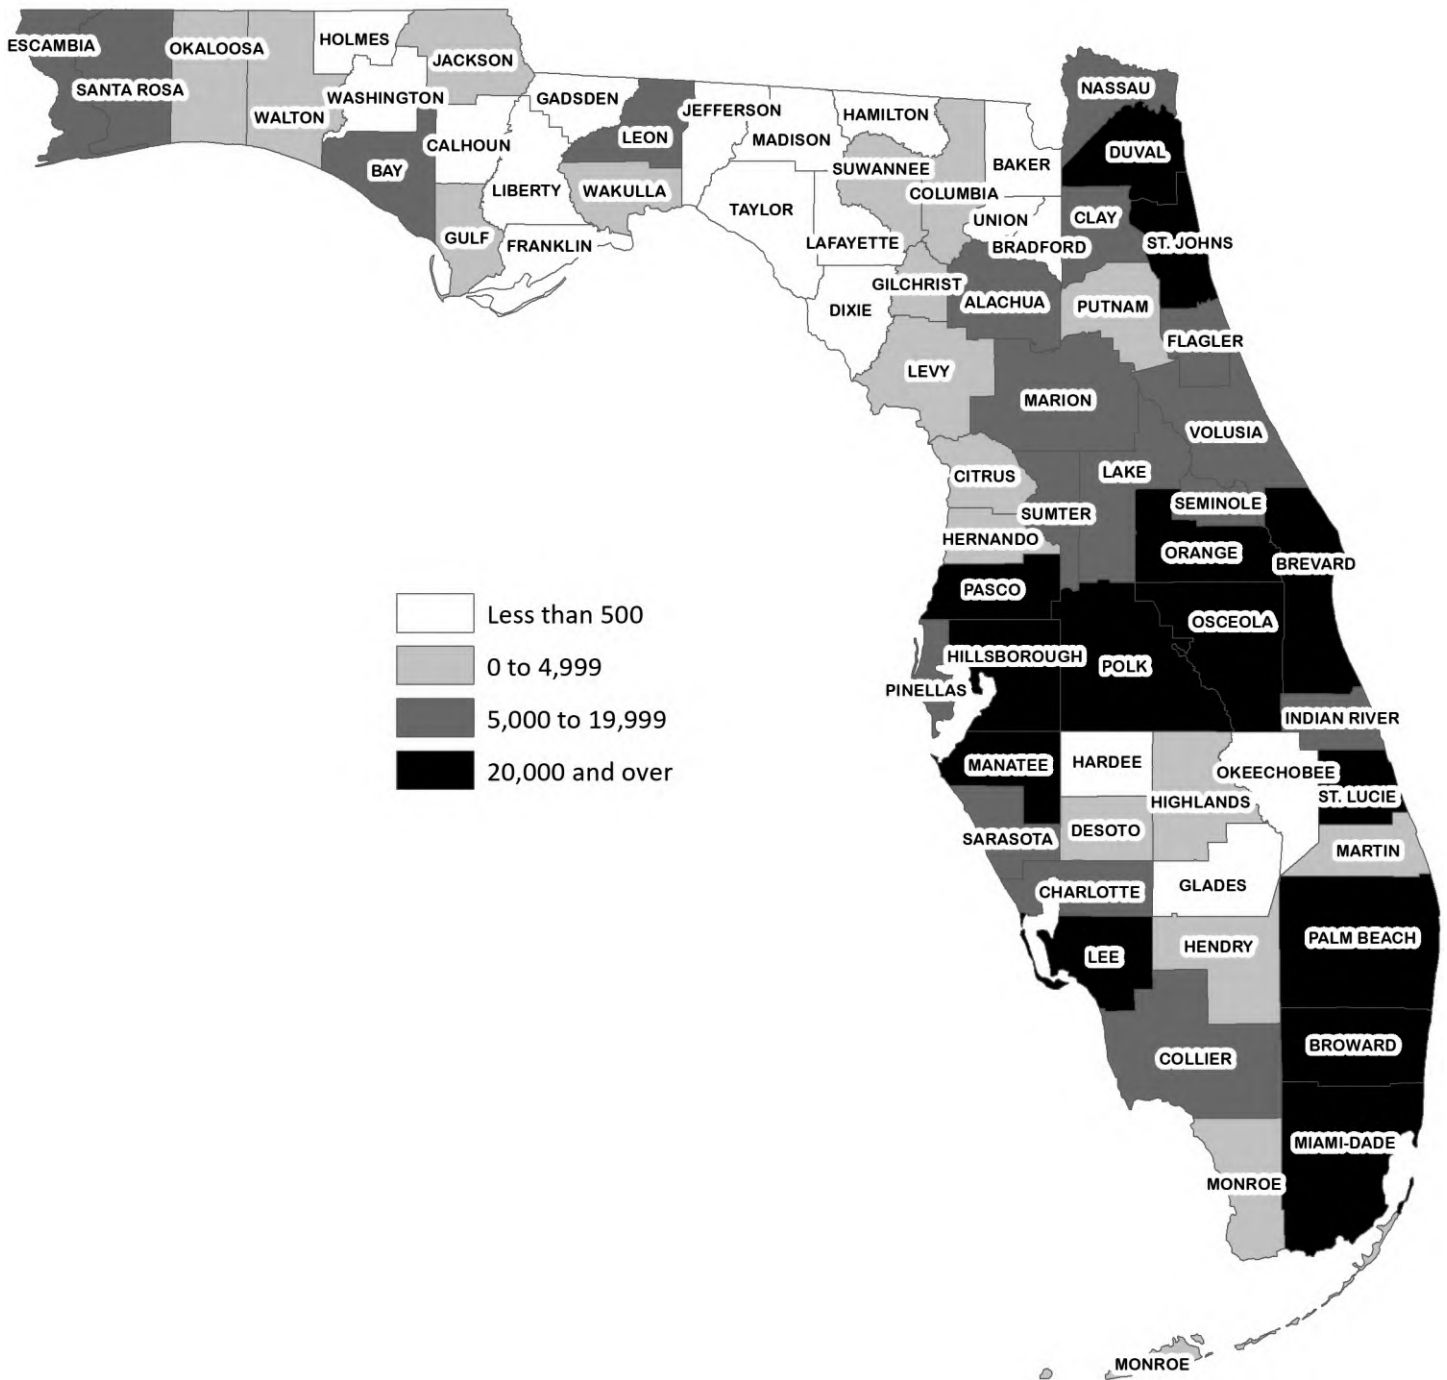 HOLMES
ESCAMBIA
OKALOOSA
JACKSON
SANTA ROSA
NASSAU
WASHINGTON
GADSDEN
WALTON
JEFFERSON
HAMILTON
LEON
MADISON
CALHOUN
DUVAL
BAKER
BAY
SUWANNEE
LIBERTY
WAKULLA
COLUMBIA
TAYLOR
UNION
CLAY
GULF
FRANKLIN
LAFAYETTE
BRADFORD
ST. JOHNS
GILCHRIST
DIXIE
ALACHUA
PUTNAM
FLAGLER
LEVY
MARION
VOLUSIA
CITRUS
LAKE
SEMINOLE
SUMTER
HERNANDO
ORANGE
BREVARD
PASCO
Less than 500
OSCEOLA
HILLSBOROUGH
POLK
0 to 4,999
PINELLAS
5,000 to 19,999
INDIAN RIVER
MANATEE
HARDEE
20,000 and over
OKEECHOBEE
ST. LUCIE
HIGHLANDS
DESOTO
SARASOTA
MARTIN
CHARLOTTE
GLADES
PALM BEACH
HENDRY
LEE
BROWARD
COLLIER
MIAMI-DADE
MONROE
MONROE